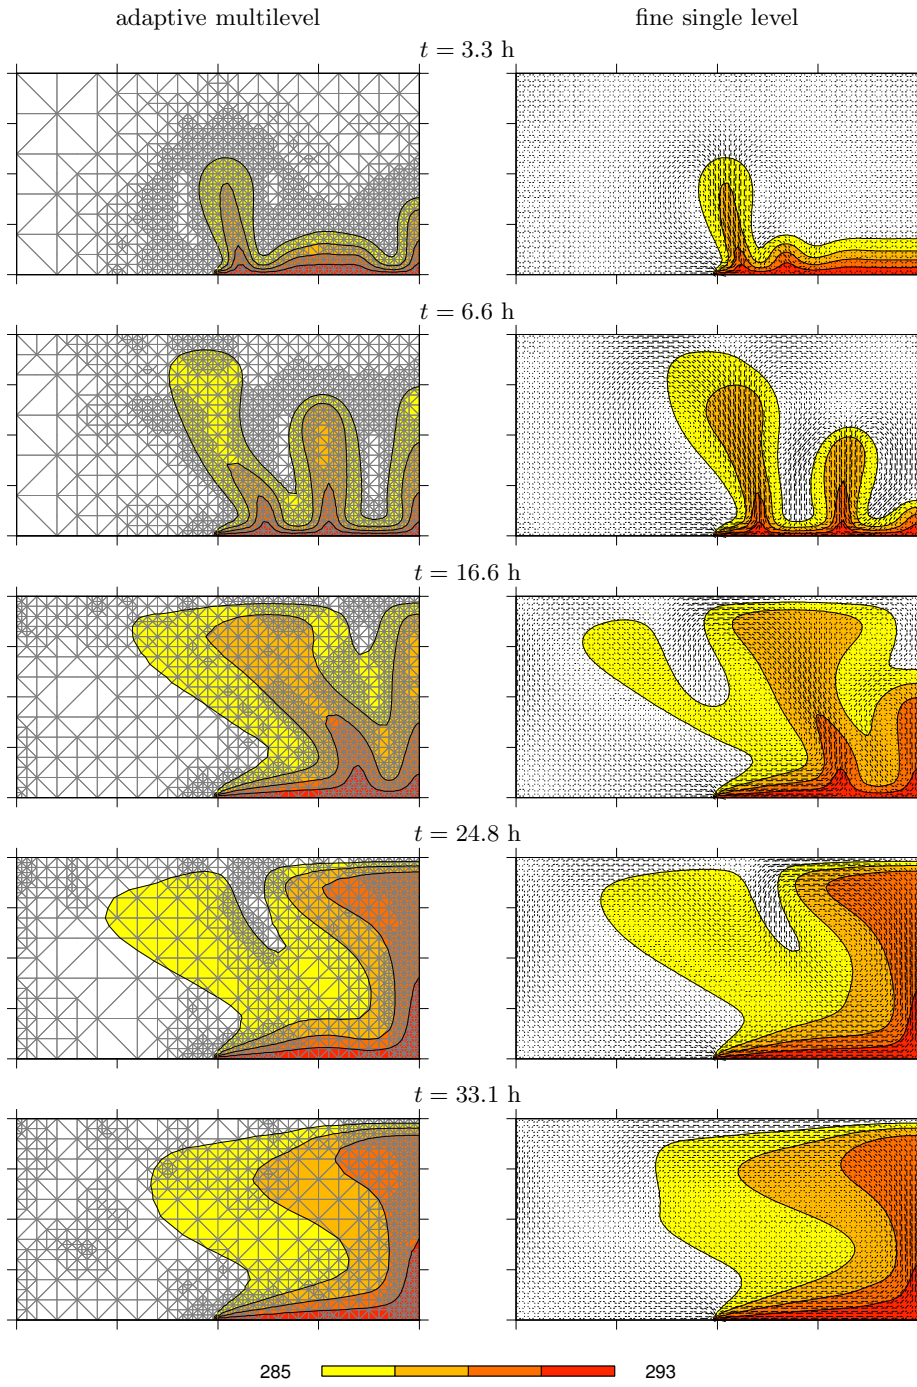 adaptive multilevel fine single level
t = 3.3 h
t = 6.6 h
t = 16.6 h
t = 24.8 h
t = 33.1 h
285 293